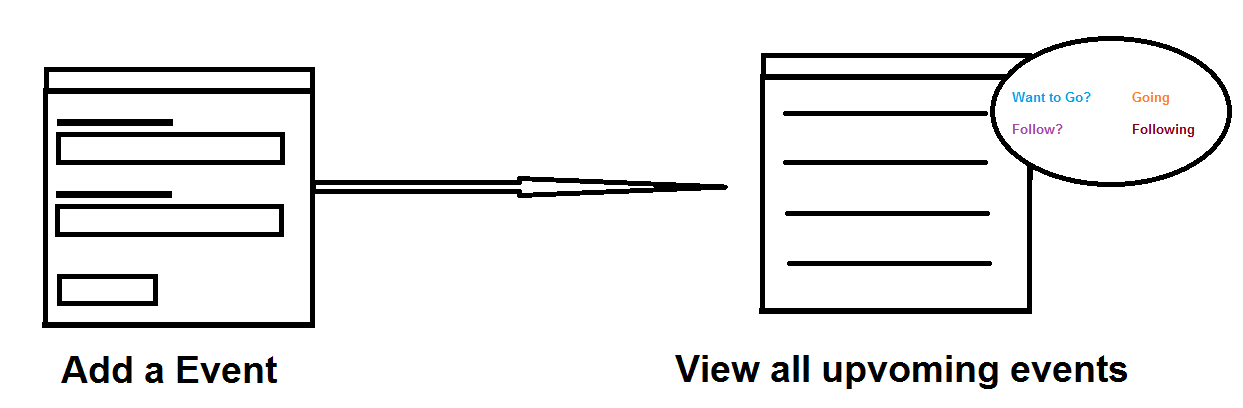 Want to Go? Going
Follow? Following
Add a Event
View all upvoming events